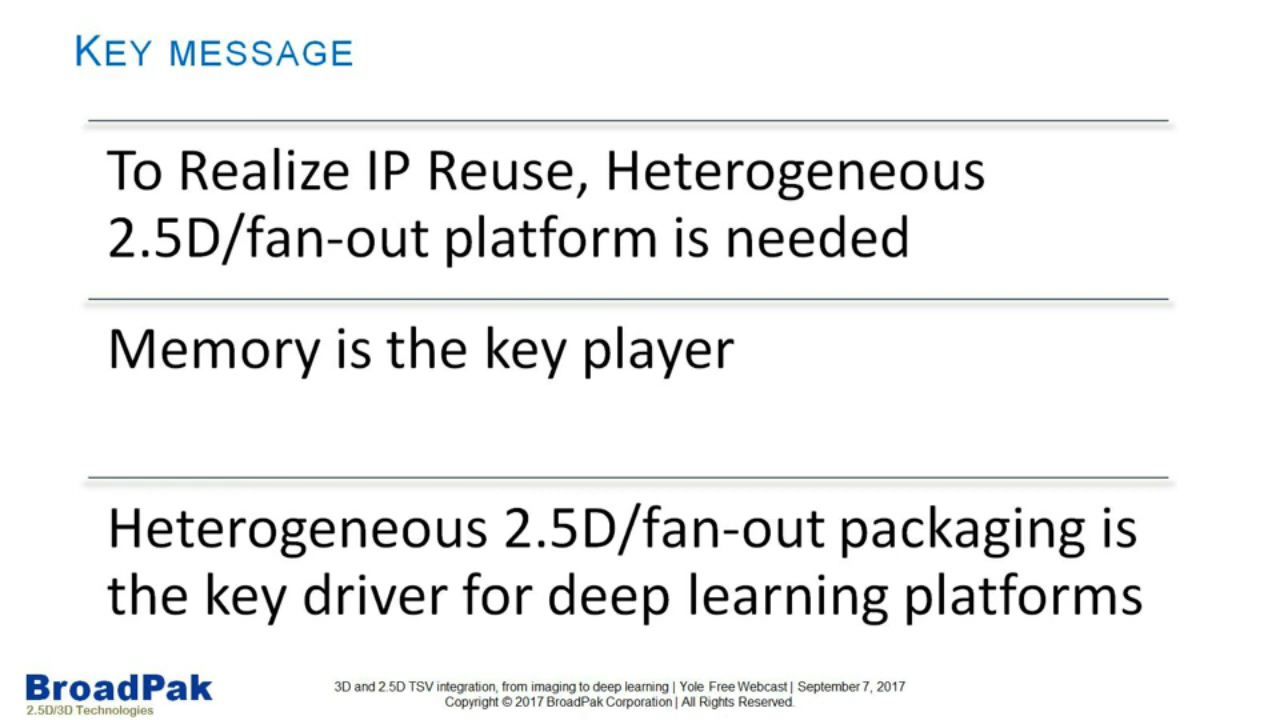 KEY MESSAGE
To Realize IP Reuse, Heterogeneous
2.5D/fan-out platform is needed
Memory is the key player
Heterogeneous 2.5D/fan-out packaging is
the key driver for deep learning platforms
BroadPak
2.5D/3D Technologies
3D and 2.5D TSV integration, from imaging to deep learning | Yole Free Webcast | September 7, 2017
Copyright © 2017 BroadPak Corporation | All Rights Reserved.